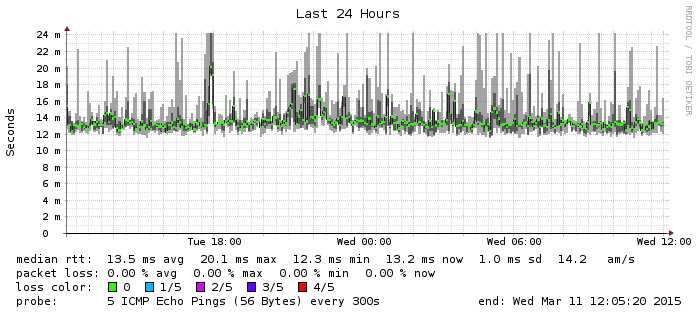 Last 24 Hours
RRDTOOL / TOBI OETIKER
Seconds
24 m
22 m
20 m
18 m
16 m
14 m
12 m
10 m
8 m
6 m
4 m
2 m
0
Tue 18:00 Wed 00:00 Wed 06:00 Wed 12:00
median rtt: 13.5 ms avg 20.1 ms max 12.3 ms min 13.2 ms now 1.0 ms sd 14.2 am/s
packet loss: 0.00 % avg 0.00 % max 0.00 % min 0.00 % now
loss color: 0 1/5 2/5 3/5 4/5
probe: 5 ICMP Echo Pings (56 Bytes) every 300s end: Wed Mar 11 12:05:20 2015